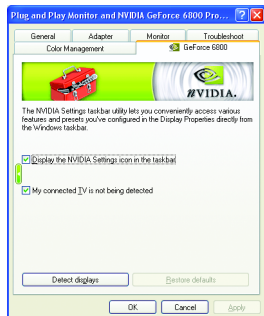 Plug and Play Monitor and NVIDIA GeForce 6800 Pro...
General Adapter Monitor Troubleshoot
Color Management GeForce 6800
NVIDIA.
The NVIDIA Settings taskbar utility lets you conveniently access various
features and presets you've configured in the Display Properties directly from
the Windows taskbar.
Display the NVIDIA Settings icon in the taskbar
My connected TV is not being detected
Detect displays Restore defaults
OK Cancel Apply